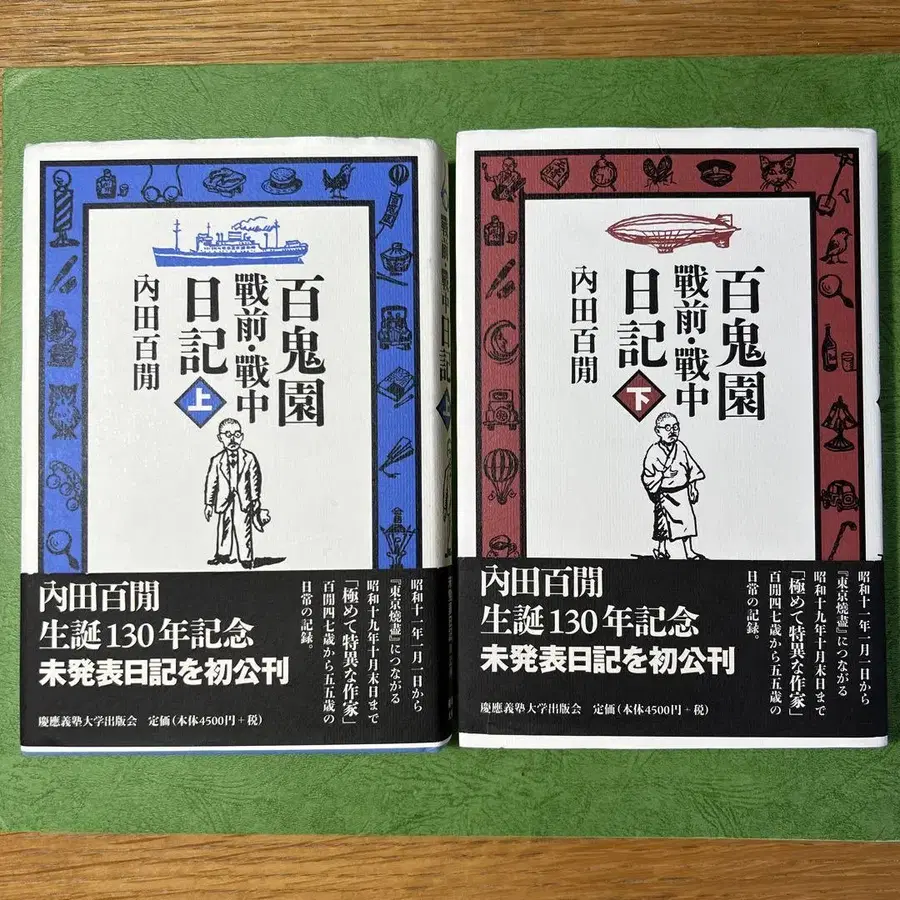 百鬼園
戰前・戰中
日記
上
內田百閒
戰前・戰中日記
上
內田百閒
生誕130年記念
未発表日記を初公刊
慶應義塾大学出版会 定価(本体4500円+税)
昭和十一年一月一日から
『東京燒盡』につながる
昭和十九年十月末日まで
「極めて特異な作家」
百閒四七歳から五五歳の
日常の記録。
百鬼園
戰前・戰中
日記
下
內田百閒
內田百閒
生誕130年記念
未発表日記を初公刊
慶應義塾大学出版会 定価(本体4500円+税)
昭和十一年一月一日から
『東京燒盡』につながる
昭和十九年十月末日まで
「極めて特異な作家」
百閒四七歳から五五歳の
日常の記録。